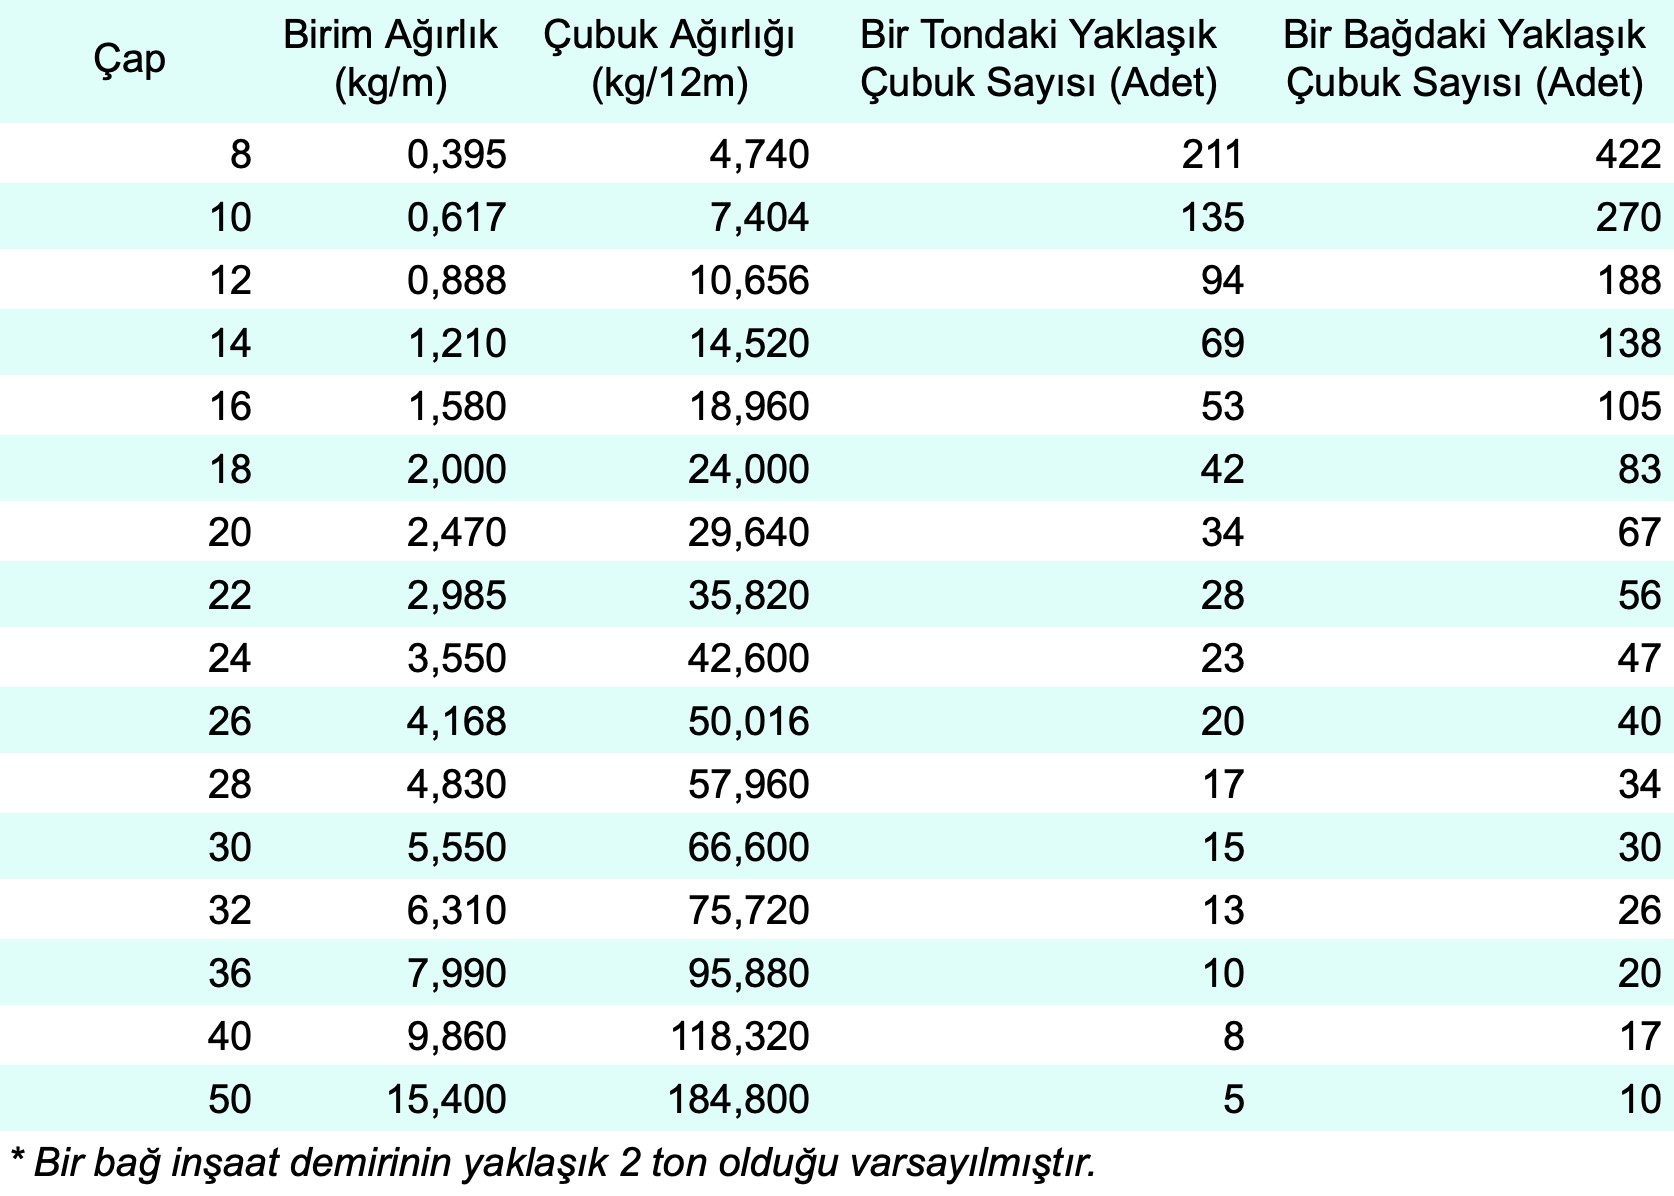 Çap Birim Ağırlık (kg/m) Çubuk Ağırlığı (kg/12m) Bir Tondaki Yaklaşık Çubuk Sayısı (Adet) Bir Bağdaki Yaklaşık Çubuk Sayısı (Adet)
8 0,395 4,740 211 422
10 0,617 7,404 135 270
12 0,888 10,656 94 188
14 1,210 14,520 69 138
16 1,580 18,960 53 105
18 2,000 24,000 42 83
20 2,470 29,640 34 67
22 2,985 35,820 28 56
24 3,550 42,600 23 47
26 4,168 50,016 20 40
28 4,830 57,960 17 34
30 5,550 66,600 15 30
32 6,310 75,720 13 26
36 7,990 95,880 10 20
40 9,860 118,320 8 17
50 15,400 184,800 5 10
* Bir bağ inşaat demirinin yaklaşık 2 ton olduğu varsayılmıştır.